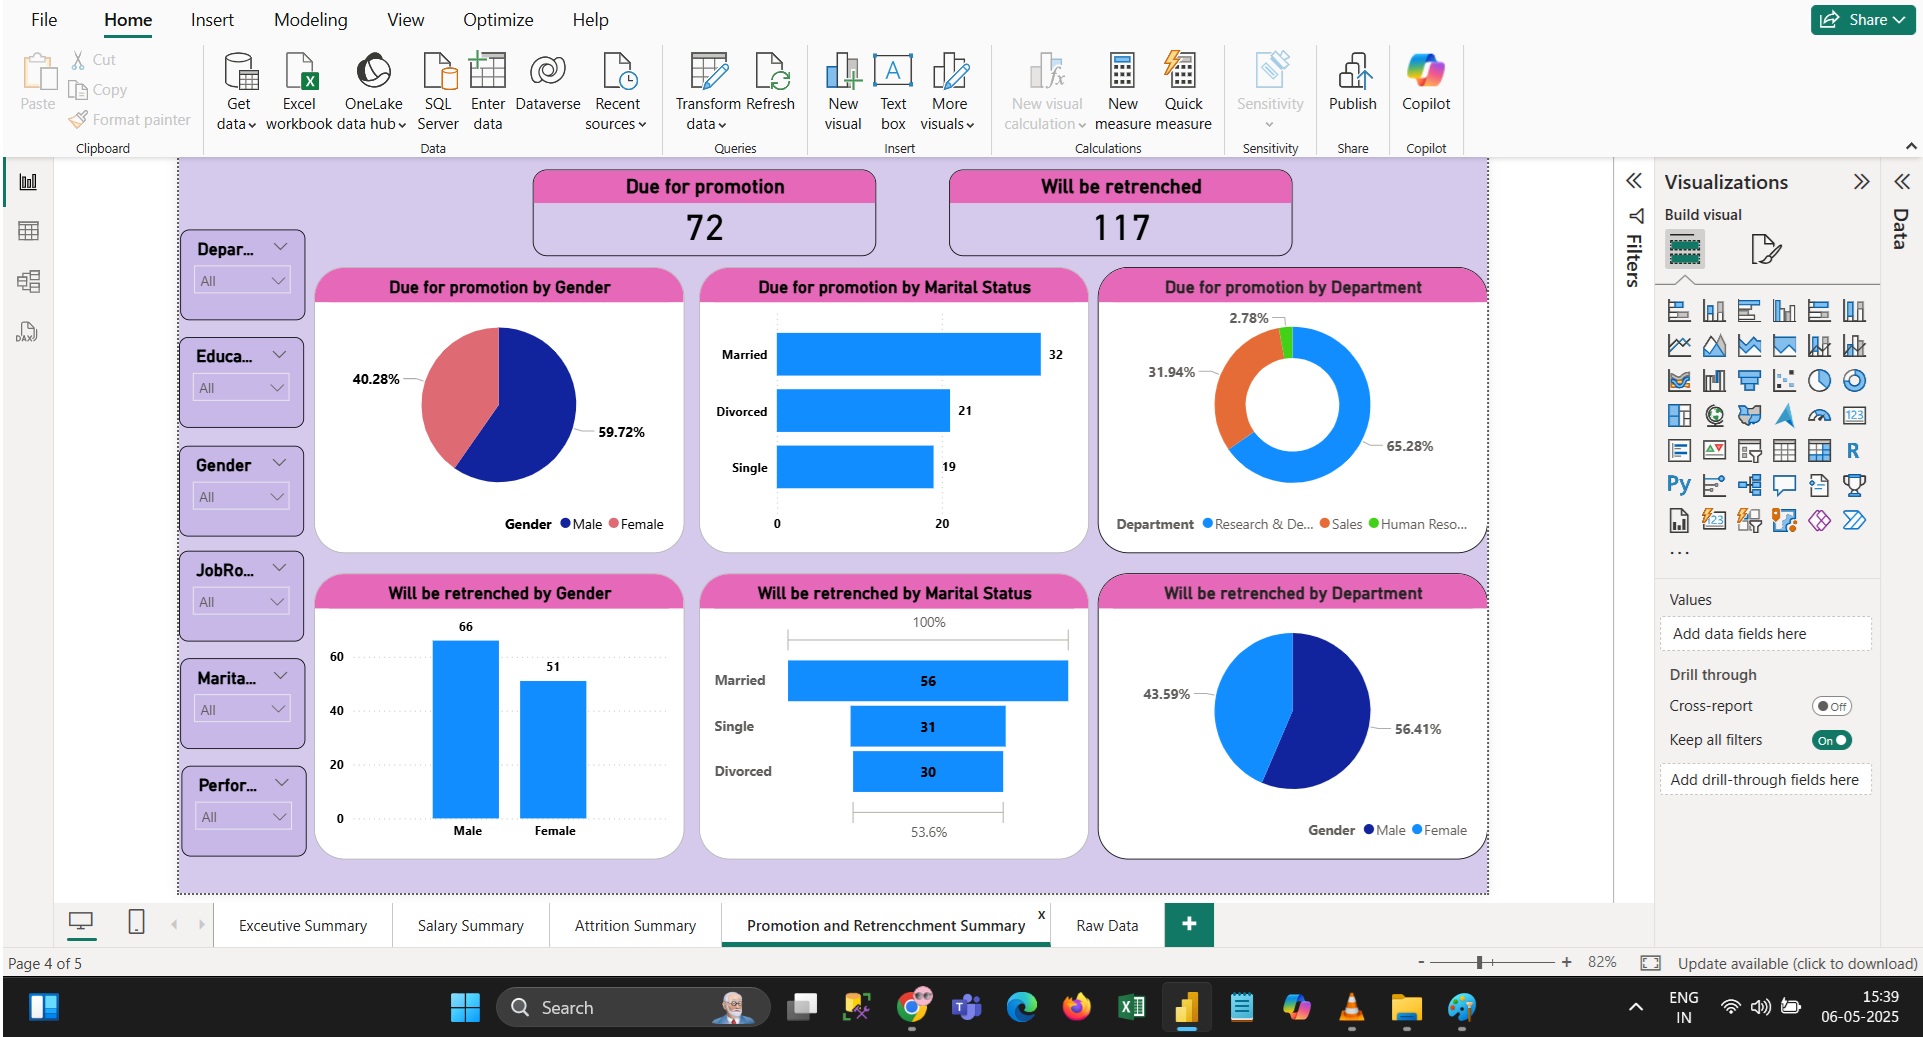 File Home Insert Modeling View Optimize Help Share
Paste
Cut
Copy
Format painter
Clipboard
Get data
Excel workbook
OneLake data hub
SQL Server
Enter data
Dataverse
Recent sources
Data
Transform data
Refresh
Queries
New visual
Text box
More visuals
Insert
New visual calculation
New measure
Quick measure
Calculations
Sensitivity
Sensitivity
Publish
Share
Copilot
Copilot
Due for promotion
72
Will be retrenched
117
Depar...
All
Educa...
All
Gender
All
JobRo...
All
Marita...
All
Perfor...
All
Due for promotion by Gender
40.28%
59.72%
Gender Male Female
Due for promotion by Marital Status
Married 32
Divorced 21
Single 19
0 20
Due for promotion by Department
2.78%
31.94%
65.28%
Department Research & De... Sales Human Reso...
Will be retrenched by Gender
66
60
51
40
20
0
Male Female
Will be retrenched by Marital Status
100%
Married 56
Single 31
Divorced 30
53.6%
Will be retrenched by Department
43.59%
56.41%
Gender Male Female
Filters
Visualizations
Build visual
123
R
Py
123
...
Values
Add data fields here
Drill through
Cross-report Off
Keep all filters On
Add drill-through fields here
Data
DAX
Excecutive Summary Salary Summary Attrition Summary Promotion and Retrencchment Summary x Raw Data +
Page 4 of 5
- + 82% Update available (click to download)
Search
ENG
IN
15:39
06-05-2025